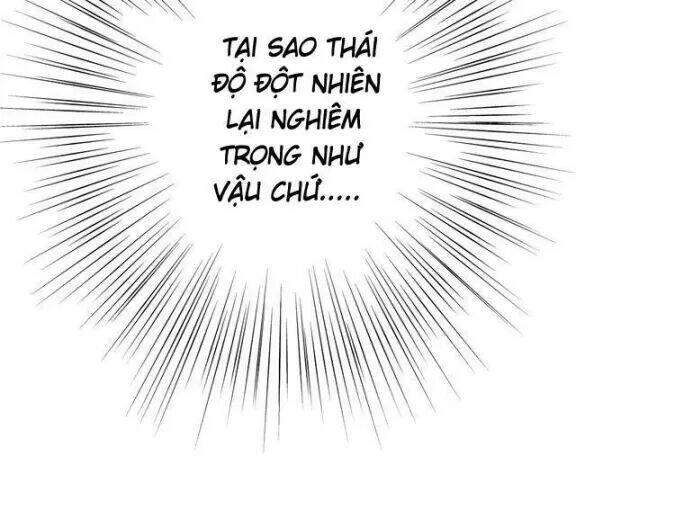 TẠI SAO THÁI
ĐỘ ĐỘT NHIÊN
LẠI NGHIÊM
TRỌNG NHƯ
VẬU CHỨ.....